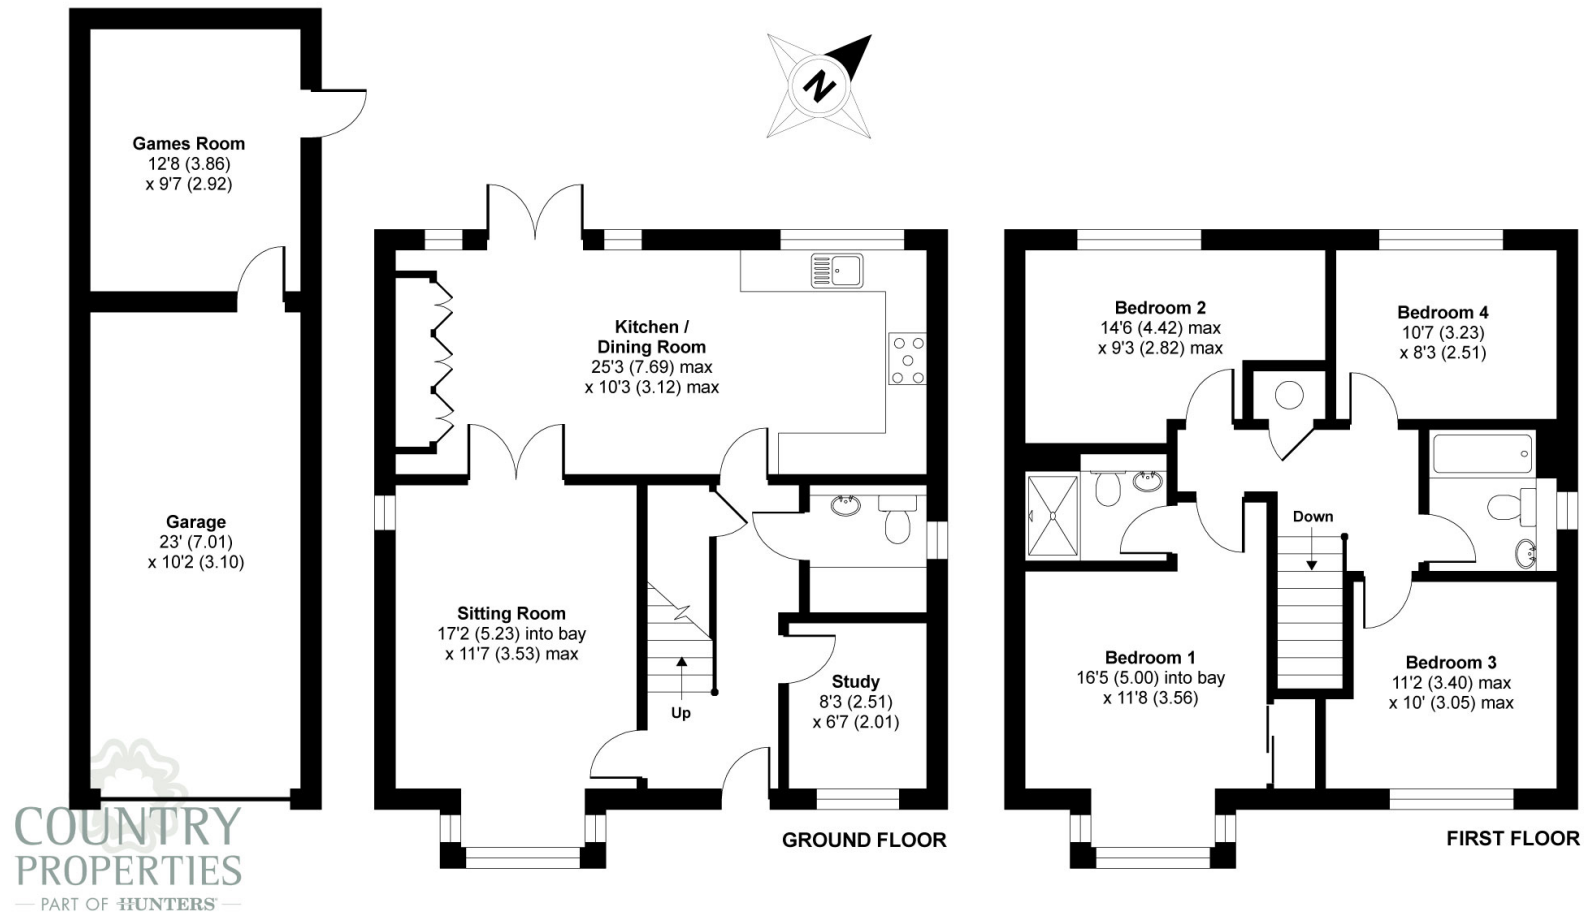 N
Games Room
12'8 (3.86)
x 9'7 (2.92)
Garage
23' (7.01)
x 10'2 (3.10)
Kitchen /
Dining Room
25'3 (7.69) max
x 10'3 (3.12) max
Sitting Room
17'2 (5.23) into bay
x 11'7 (3.53) max
Up
Study
8'3 (2.51)
x 6'7 (2.01)
GROUND FLOOR
Bedroom 2
14'6 (4.42) max
x 9'3 (2.82) max
Bedroom 4
10'7 (3.23)
x 8'3 (2.51)
Down
Bedroom 1
16'5 (5.00) into bay
x 11'8 (3.56)
Bedroom 3
11'2 (3.40) max
x 10' (3.05) max
FIRST FLOOR
COUNTRY
PROPERTIES
PART OF HUNTERS